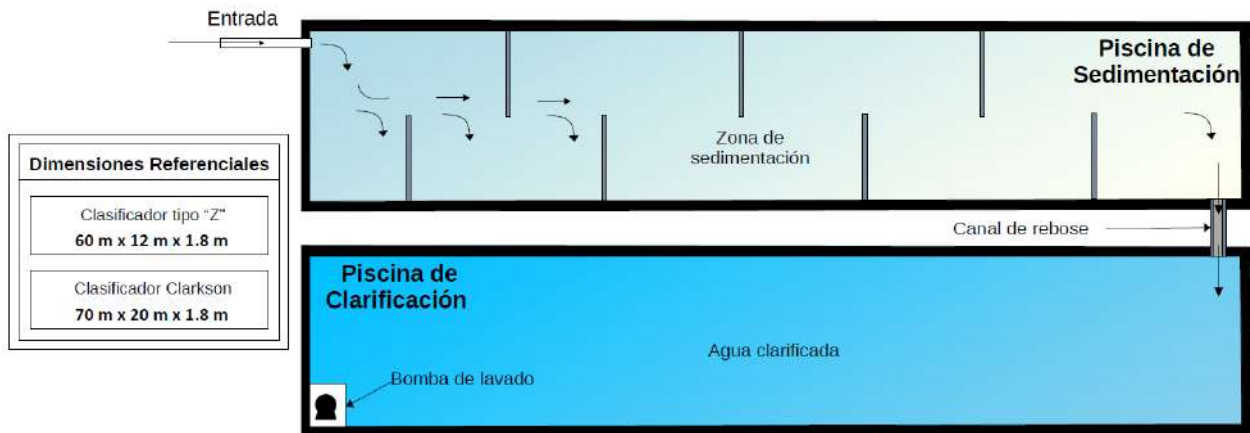 Entrada
Piscina de
Sedimentación
Zona de
sedimentación
Dimensiones Referenciales
Clasificador tipo “Z”
60 m x 12 m x 1.8 m
Clasificador Clarkson
70 m x 20 m x 1.8 m
Canal de rebose
Piscina de
Clarificación
Agua clarificada
Bomba de lavado